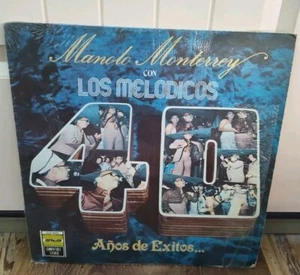 Manolo Monterrey
CON
LOS MELODICOS
40
Años de Exitos...